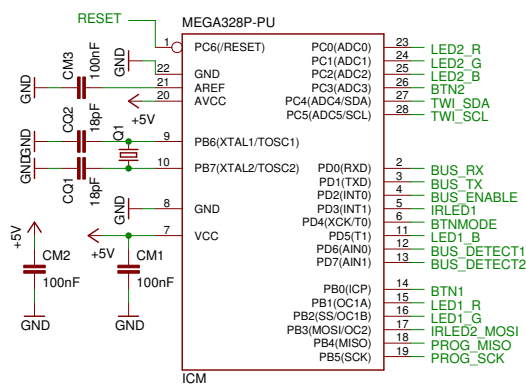 RESET
MEGA328P-PU
1
PC6(/RESET)
PC0(ADC0)
23
LED2_R
PC1(ADC1)
24
LED2_G
GND
CM3
100nF
22
GND
PC2(ADC2)
25
LED2_B
GND
21
AREF
PC3(ADC3)
26
BTN2
+5V
20
AVCC
PC4(ADC4/SDA)
27
TWI_SDA
PC5(ADC5/SCL)
28
TWI_SCL
GND
CQ2
18pF
Q1
9
PB6(XTAL1/TOSC1)
GND
CQ1
18pF
10
PB7(XTAL2/TOSC2)
PD0(RXD)
2
BUS_RX
PD1(TXD)
3
BUS_TX
PD2(INT0)
4
BUS_ENABLE
GND
8
GND
PD3(INT1)
5
IRLED1
PD4(XCK/T0)
6
BTNMODE
+5V
+5V
7
VCC
PD5(T1)
11
LED1_B
PD6(AIN0)
12
BUS_DETECT1
PD7(AIN1)
13
BUS_DETECT2
CM2
100nF
GND
CM1
100nF
GND
PB0(ICP)
14
BTN1
PB1(OC1A)
15
LED1_R
PB2(SS/OC1B)
16
LED1_G
PB3(MOSI/OC2)
17
IRLED2_MOSI
PB4(MISO)
18
PROG_MISO
PB5(SCK)
19
PROG_SCK
ICM